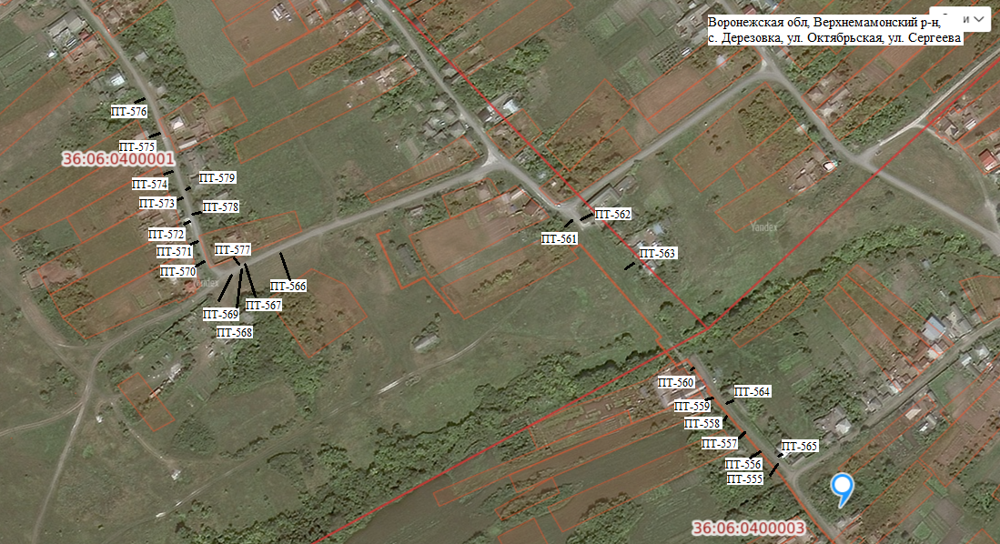 Воронежская обл, Верхнемамонский р-н,
с. Дерезовка, ул. Октябрьская, ул. Сергеева
и
ПТ-576
ПТ-575
36:06:0400001
ПТ-574
ПТ-579
ПТ-573
ПТ-578
ПТ-572
ПТ-571
ПТ-577
ПТ-570
ПТ-566
ПТ-569
ПТ-567
ПТ-568
ПТ-562
ПТ-561
ПТ-563
Yandex
Yandex
ПТ-560
ПТ-564
ПТ-559
ПТ-558
ПТ-557
ПТ-565
ПТ-556
ПТ-555
36:06:0400003